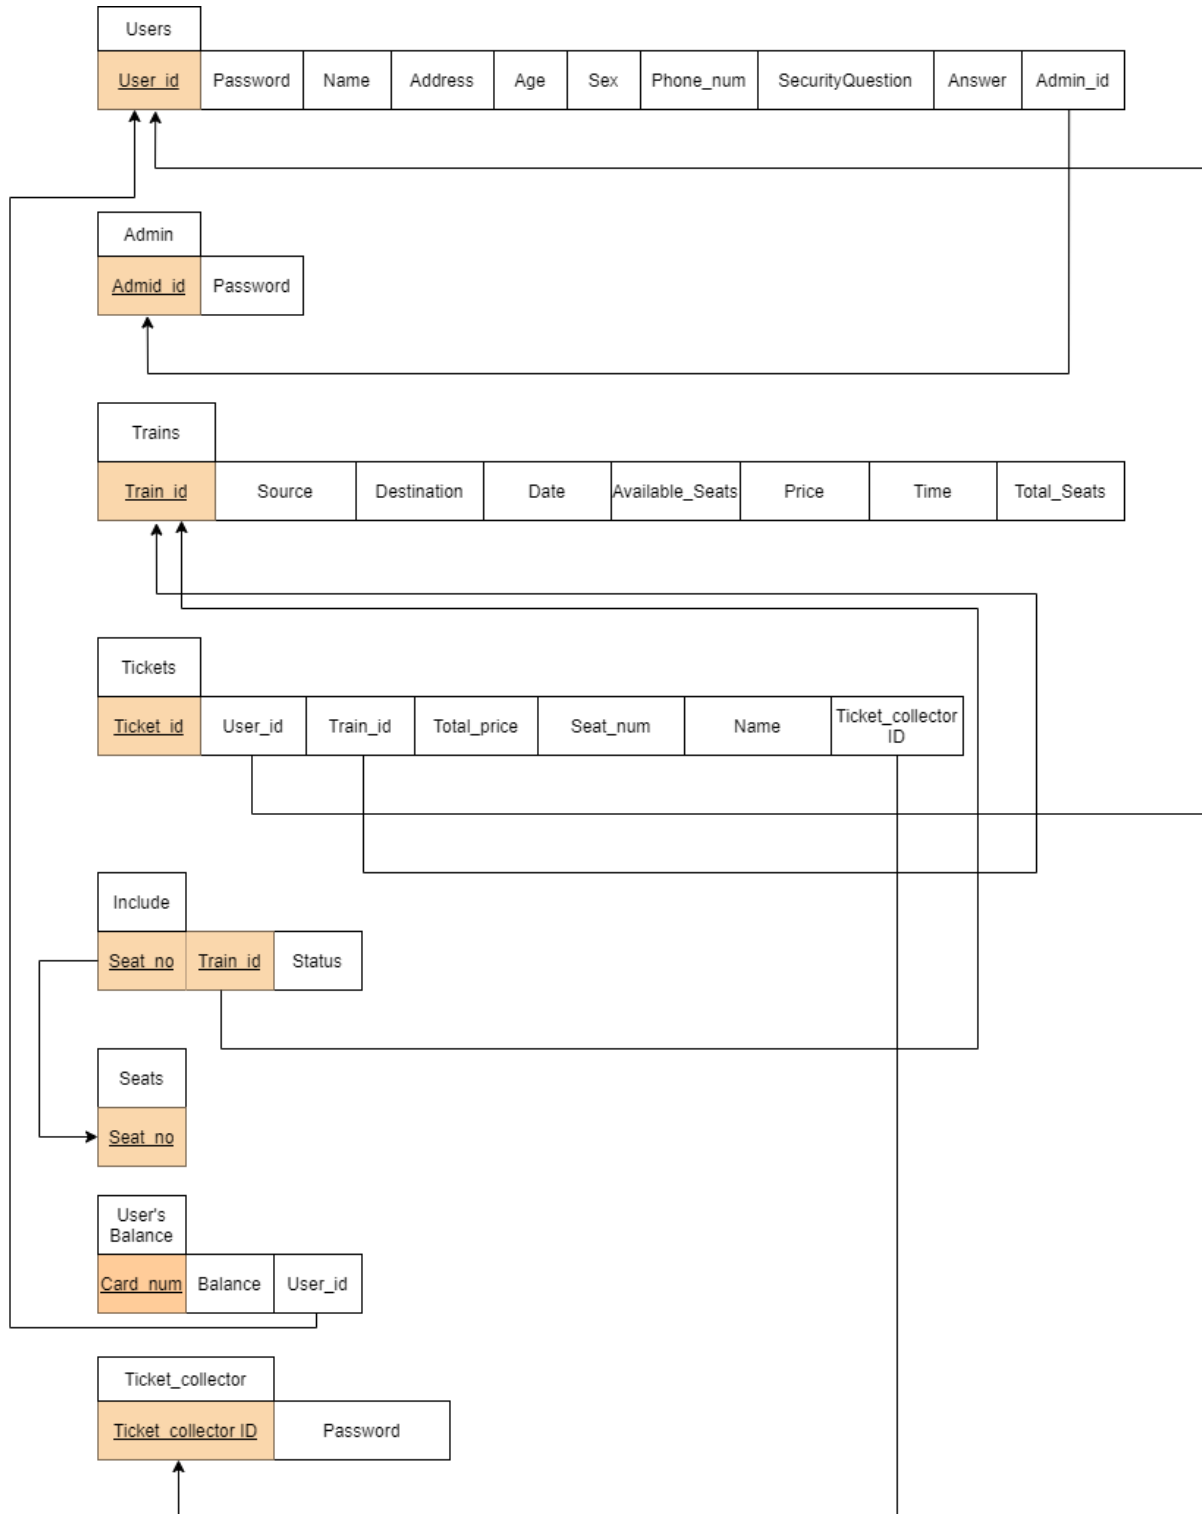 Users
User_id Password Name Address Age Sex Phone_num SecurityQuestion Answer Admin_id
Admin
Admid_id Password
Trains
Train_id Source Destination Date Available_Seats Price Time Total_Seats
Tickets
Ticket_id User_id Train_id Total_price Seat_num Name Ticket_collector
ID
Include
Seat_no Train_id Status
Seats
Seat_no
User's
Balance
Card_num Balance User_id
Ticket_collector
Ticket_collector ID Password